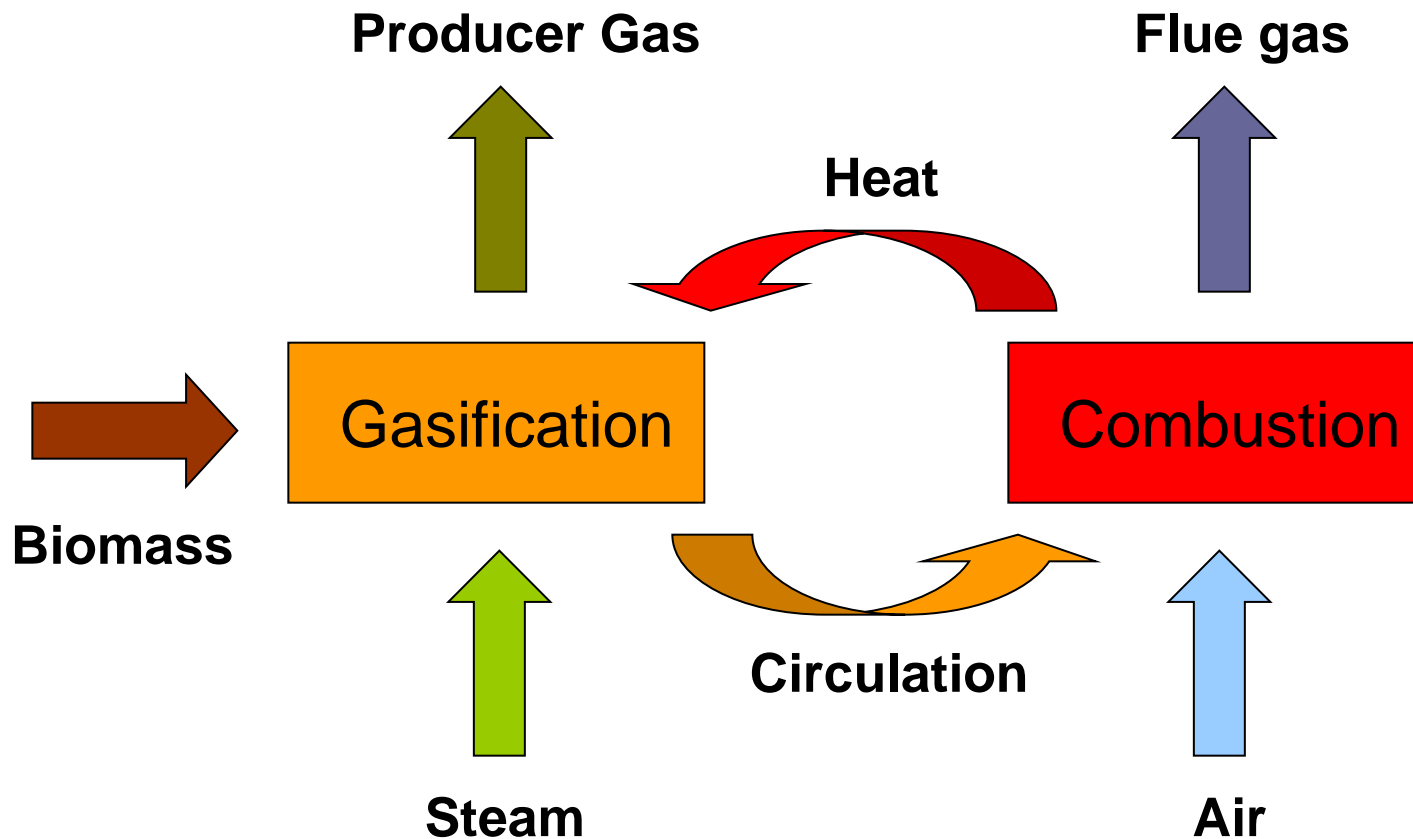 Producer Gas
Flue gas
Heat
Gasification
Combustion
Biomass
Circulation
Steam
Air